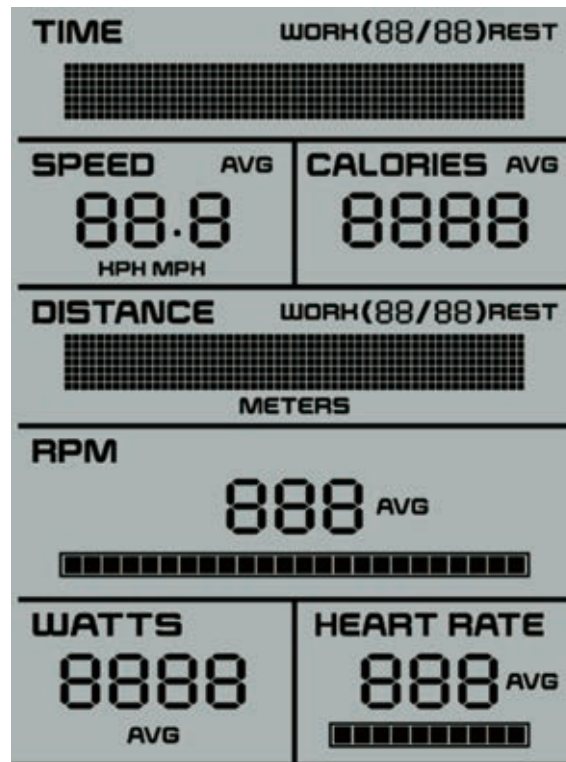 TIME WORK(88/88)REST
SPEED AVG
88.8
KPH MPH
CALORIES AVG
8888
DISTANCE WORK(88/88)REST
METERS
RPM
888 AVG
WATTS
8888
AVG
HEART RATE
888 AVG